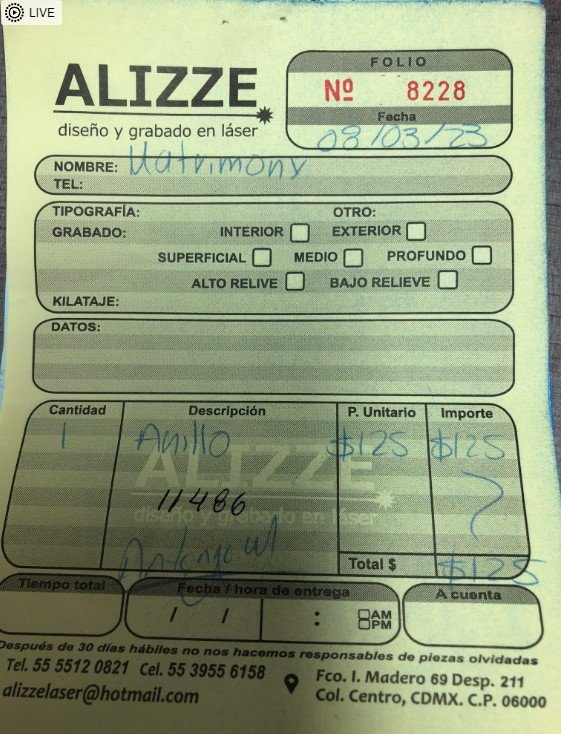 LIVE
ALIZZE
diseño y grabado en láser
FOLIO
Nº 8228
Fecha
08/03/23
NOMBRE: Matrimony
TEL:
TIPOGRAFÍA: OTRO:
GRABADO: INTERIOR EXTERIOR
SUPERFICIAL MEDIO PROFUNDO
ALTO RELIVE BAJO RELIEVE
KILATAJE:
DATOS:
Cantidad Descripción P. Unitario Importe
1 Anillo $125 $125
ALIZZE
11486
diseño y grabado en láser
Total $ $125
Tiempo total Fecha / hora de entrega A cuenta
/ / : AM
PM
Después de 30 días hábiles no nos hacemos responsables de piezas olvidadas
Tel. 55 5512 0821 Cel. 55 3955 6158
alizzelaser@hotmail.com
Fco. I. Madero 69 Desp. 211
Col. Centro, CDMX. C.P. 06000